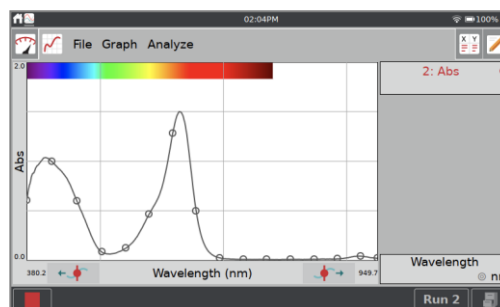 02:04PM
100%
File Graph Analyze
X Y
2.0
2: Abs
Abs
0.0
380.2
Wavelength (nm)
949.7
Wavelength
Run 2